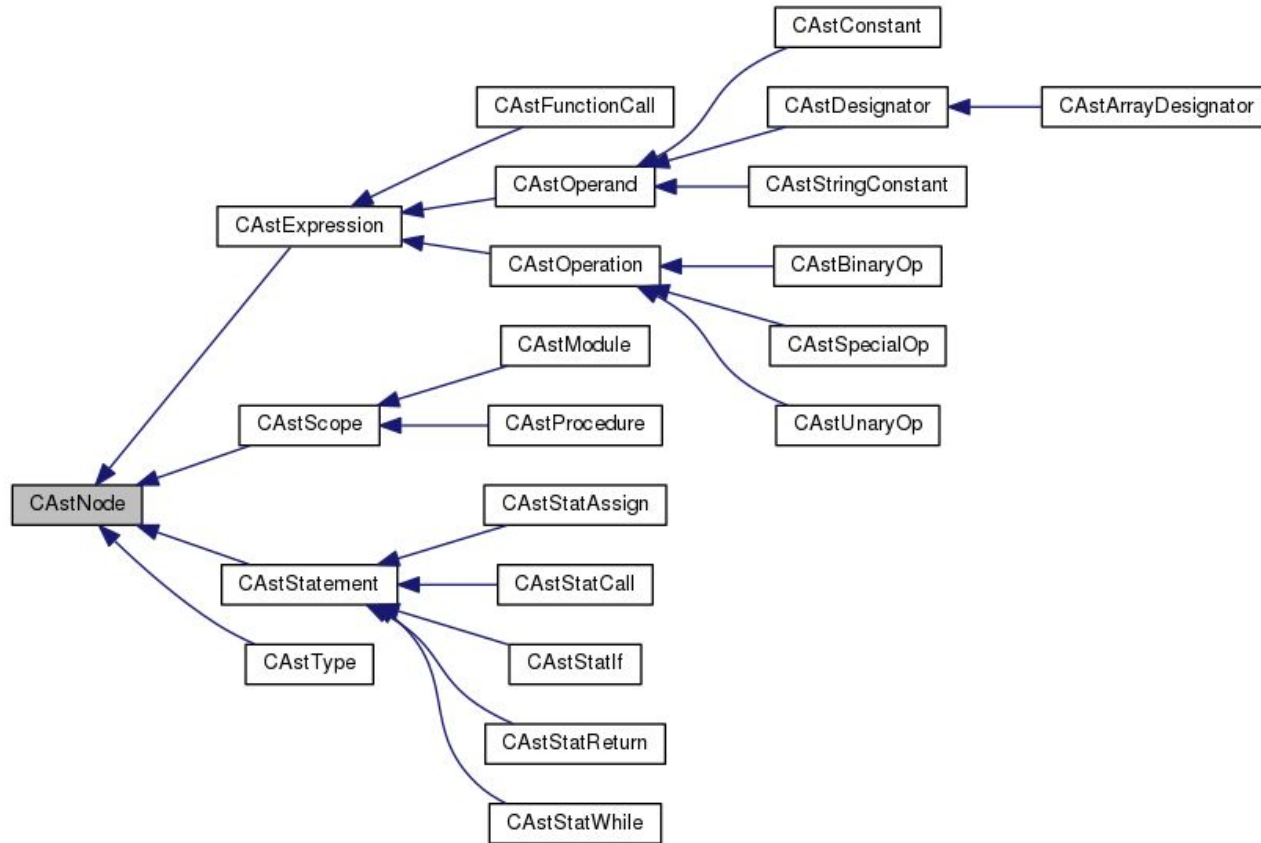 CAstConstant
CAstFunctionCall
CAstDesignator
CAstArrayDesignator
CAstOperand
CAstStringConstant
CAstExpression
CAstOperation
CAstBinaryOp
CAstModule
CAstSpecialOp
CAstScope
CAstProcedure
CAstUnaryOp
CAstNode
CAstStatAssign
CAstStatement
CAstStatCall
CAstType
CAstStatIf
CAstStatReturn
CAstStatWhile